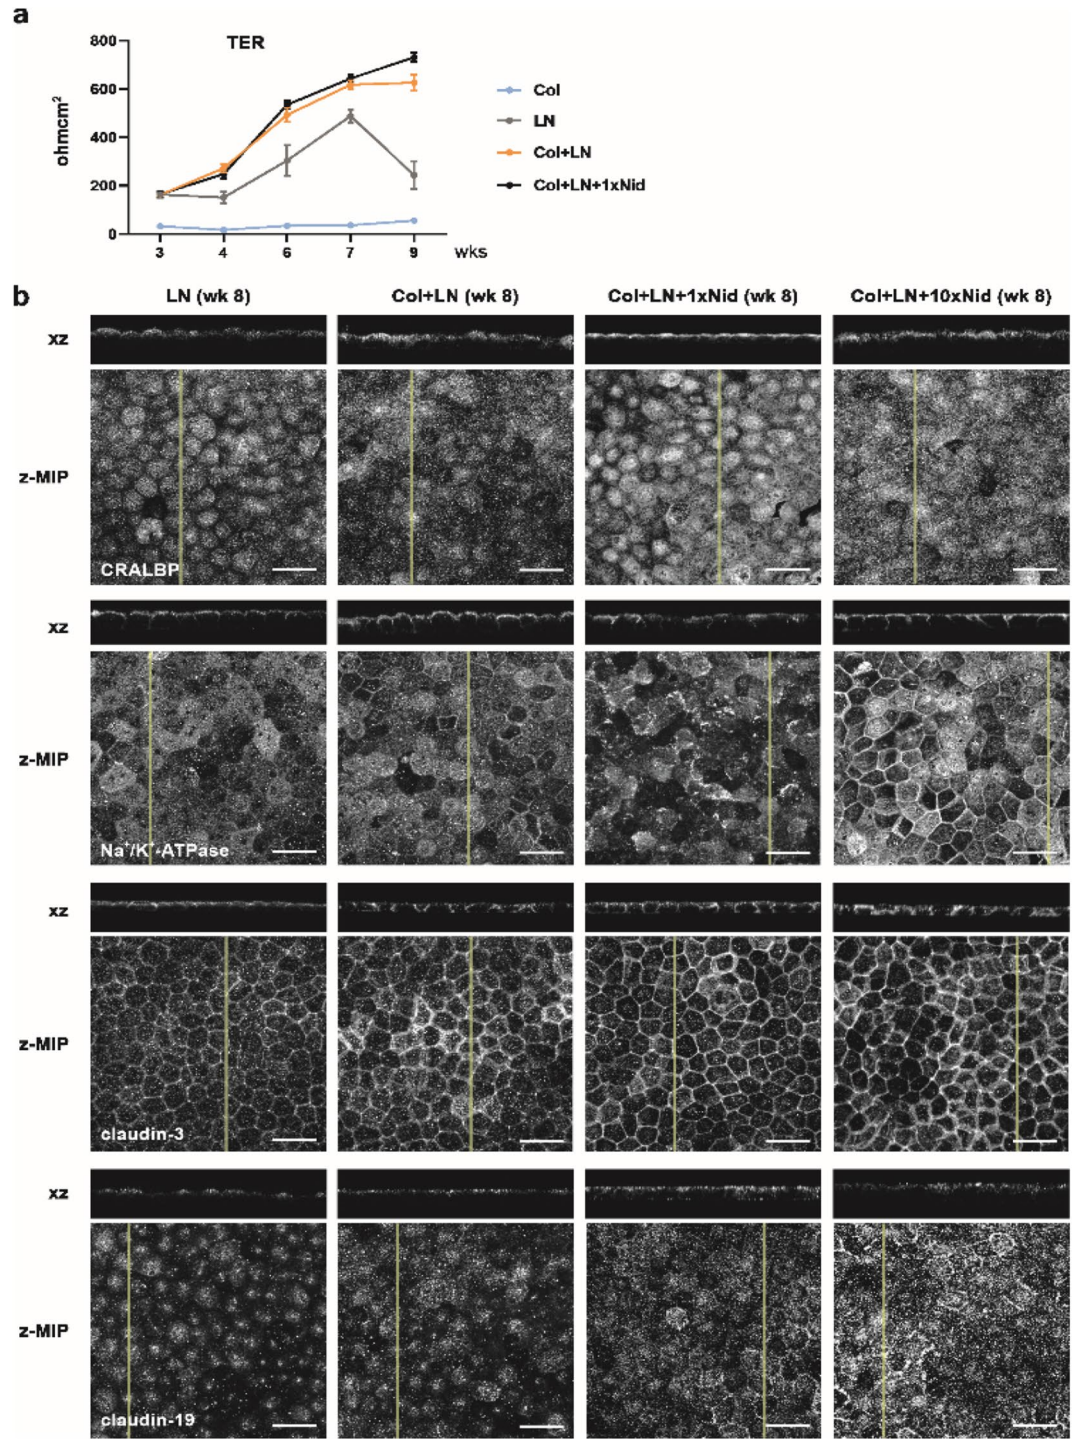 a
TER
800
600
400
200
0
ohmcm²
3 4 6 7 9 wks
Col
LN
Col+LN
Col+LN+1xNid
b
LN (wk 8) Col+LN (wk 8) Col+LN+1xNid (wk 8) Col+LN+10xNid (wk 8)
xz
z-MIP
CRALBP
xz
z-MIP
Na⁺/K⁺-ATPase
xz
z-MIP
claudin-3
xz
z-MIP
claudin-19